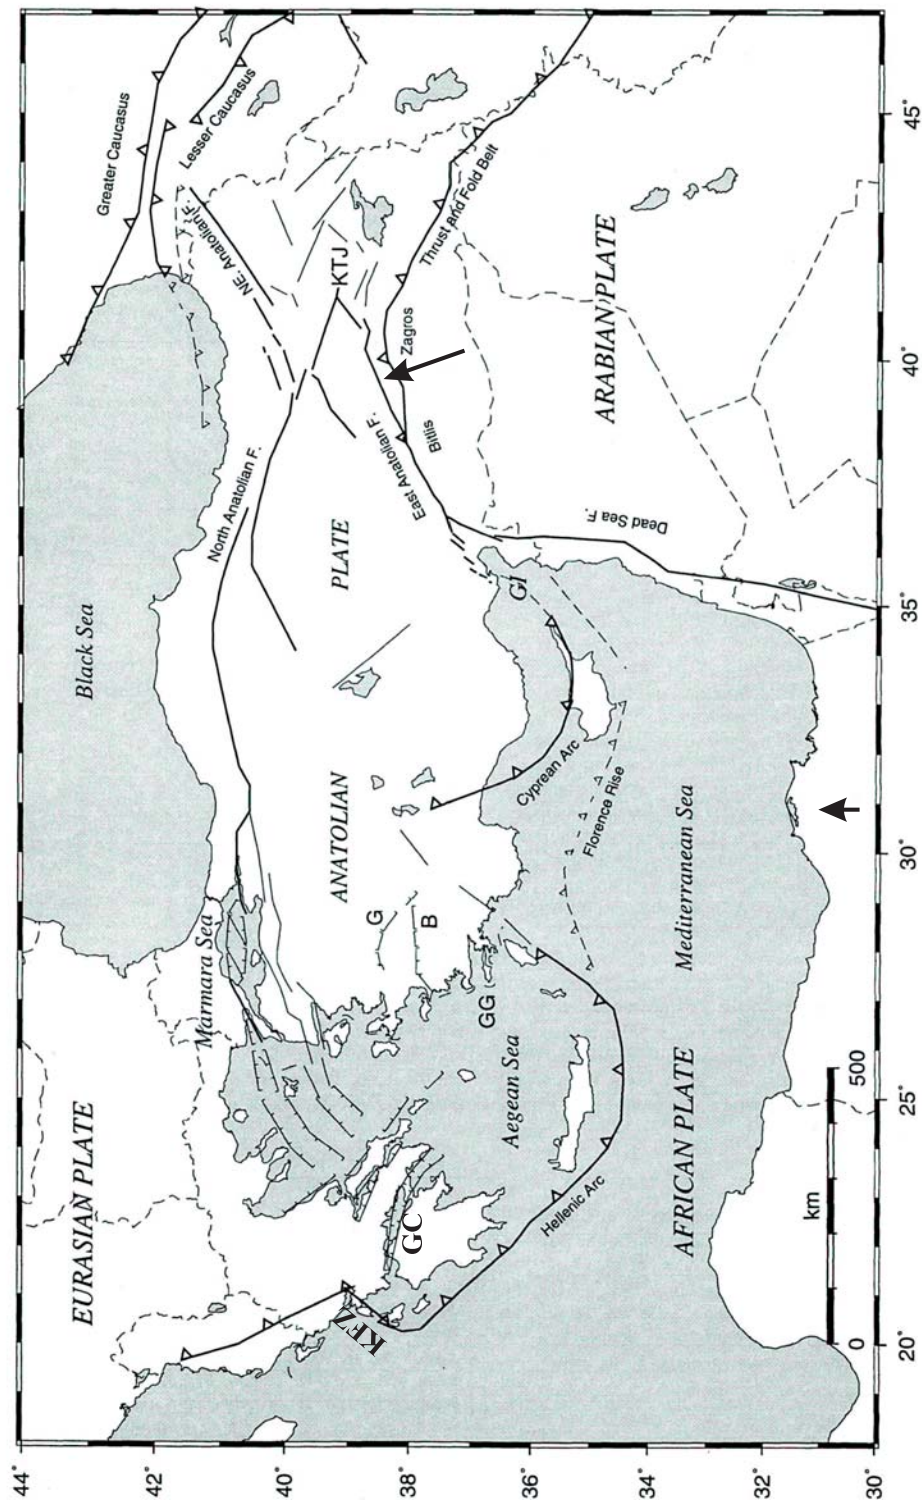 Greater Caucasus
Lesser Caucasus
NE. Anatolian F.
KTJ
Thrust and Fold Belt
Zagros
Bitlis
East Anatolian F.
North Anatolian F.
Black Sea
PLATE
ANATOLIAN
ARABIAN PLATE
Dead Sea F.
GI
Cyprean Arc
Florence Rise
Mediterranean Sea
Marmara Sea
G
B
GG
Aegean Sea
Hellenic Arc
AFRICAN PLATE
EURASIAN PLATE
GC
KFZ
km
0
500
44°
42°
40°
38°
36°
34°
32°
30°
20°
25°
30°
35°
40°
45°